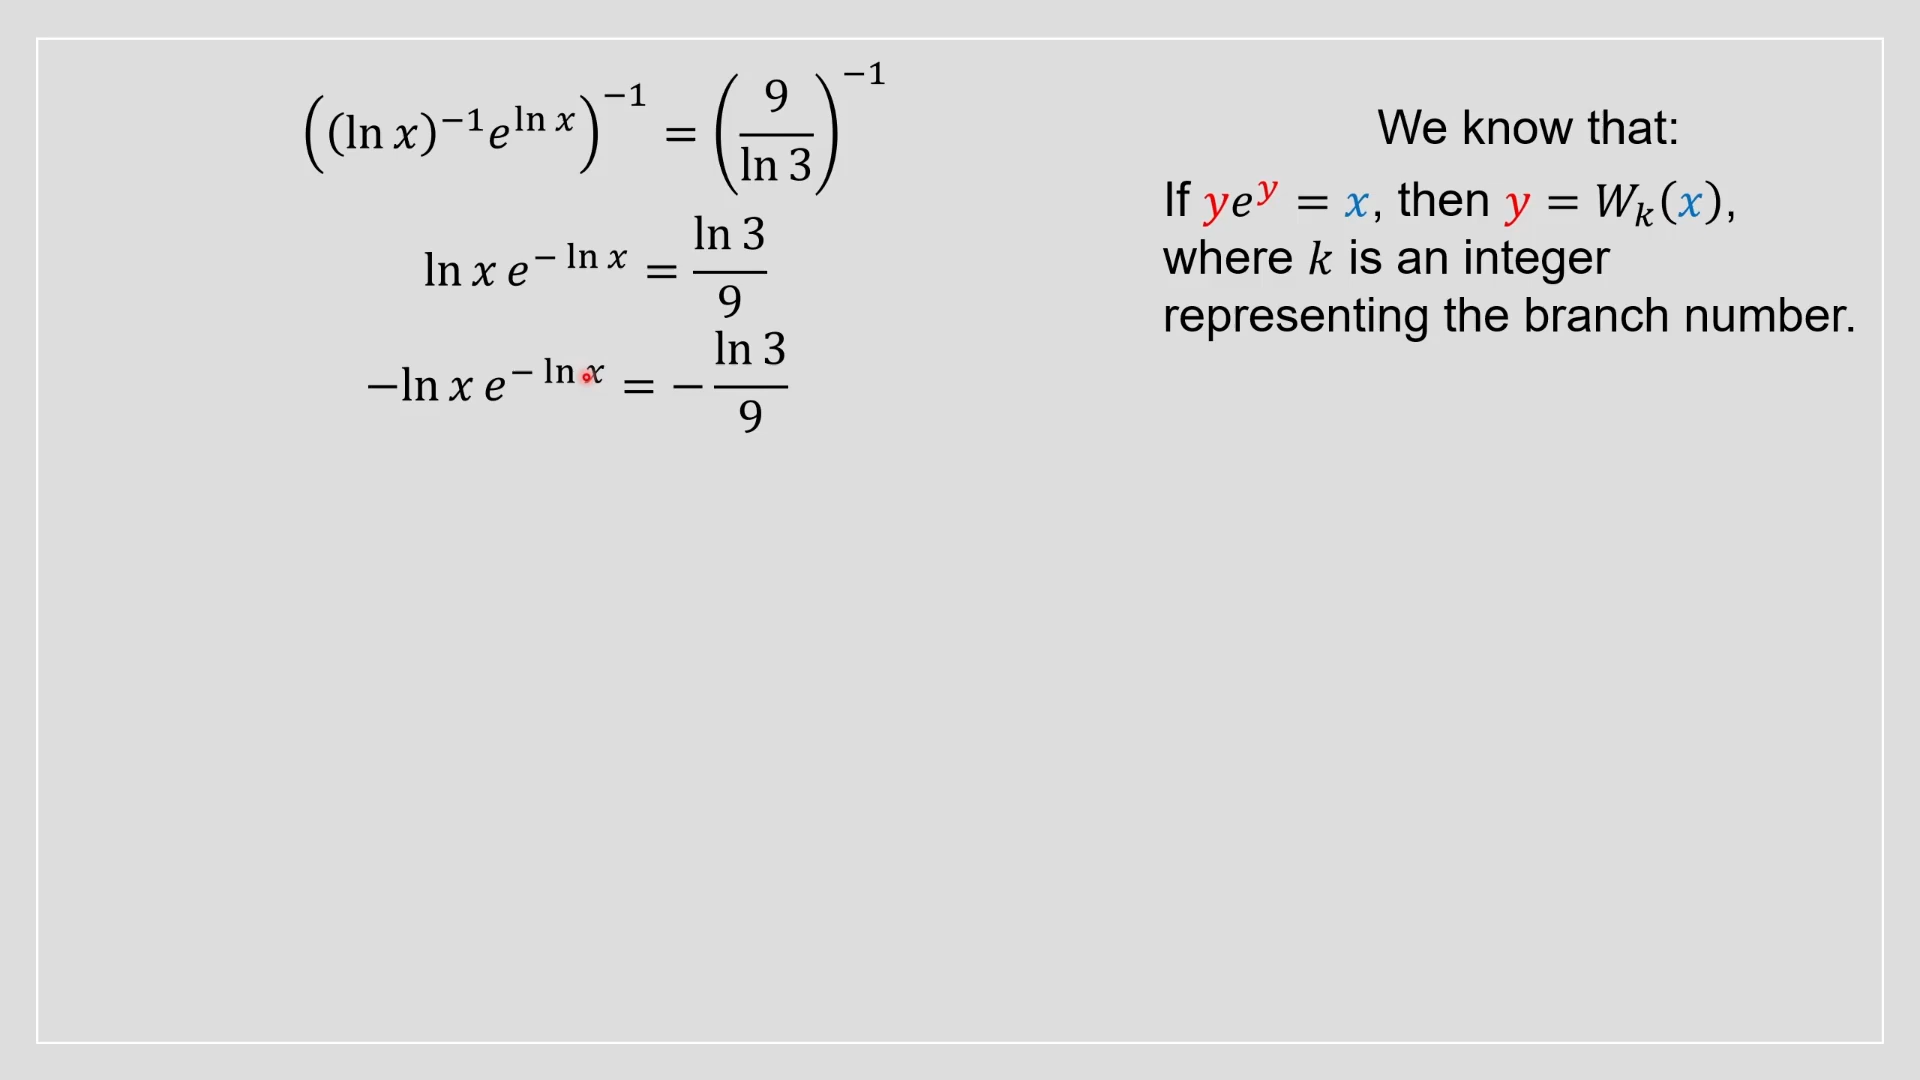 ((ln x)⁻¹e^{ln x})⁻¹ = (9/ln 3)⁻¹
ln x e^{− ln x} = ln 3/9
−ln x e^{− ln x} = − ln 3/9
We know that:
If ye^y = x, then y = W_k(x),
where k is an integer
representing the branch number.